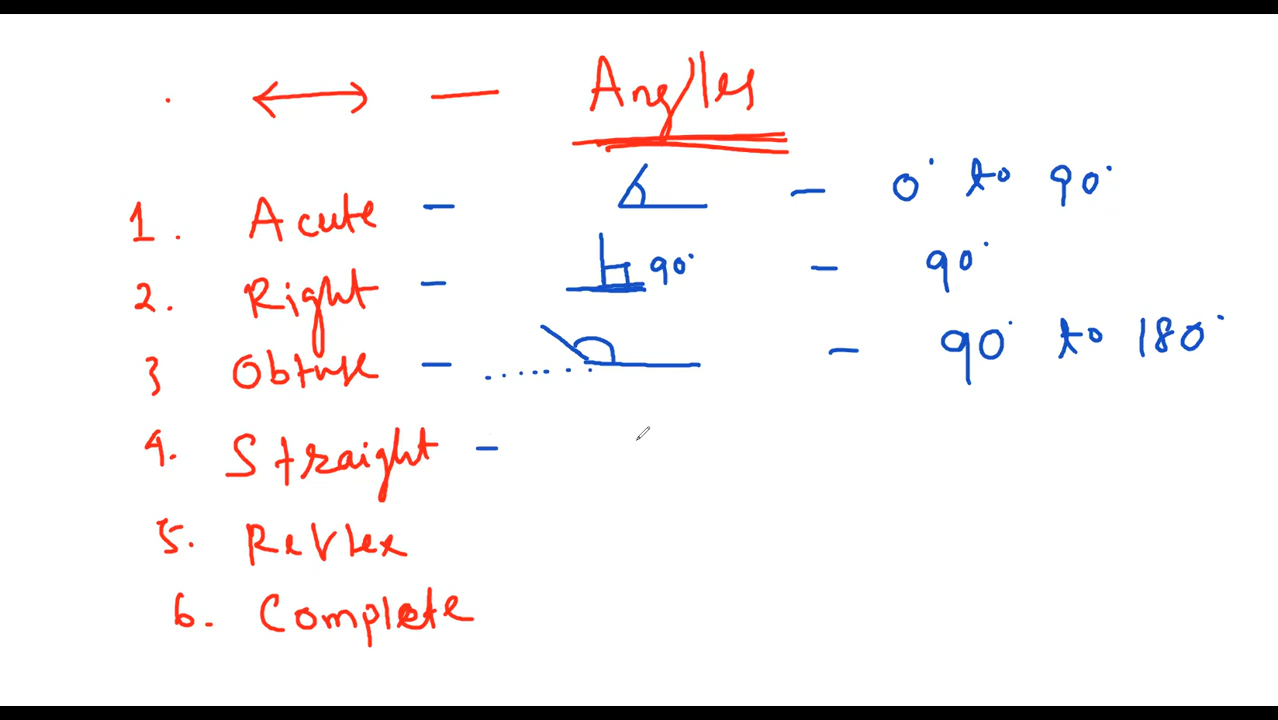 . ↔ — Angles
1. Acute - - 0° to 90°
2. Right - 90° - 90°
3 Obtuse - - 90° to 180°
4. Straight -
5. Reflex
6. Complete